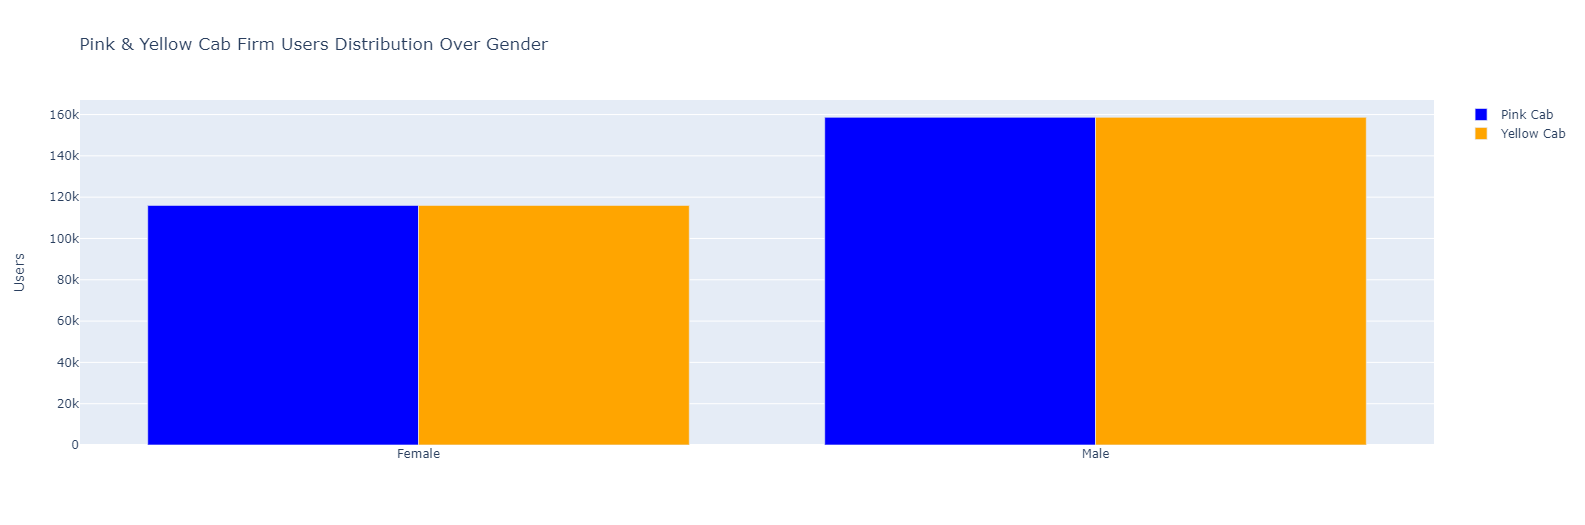 Pink & Yellow Cab Firm Users Distribution Over Gender
Users
160k
140k
120k
100k
80k
60k
40k
20k
0
Female
Male
Pink Cab
Yellow Cab